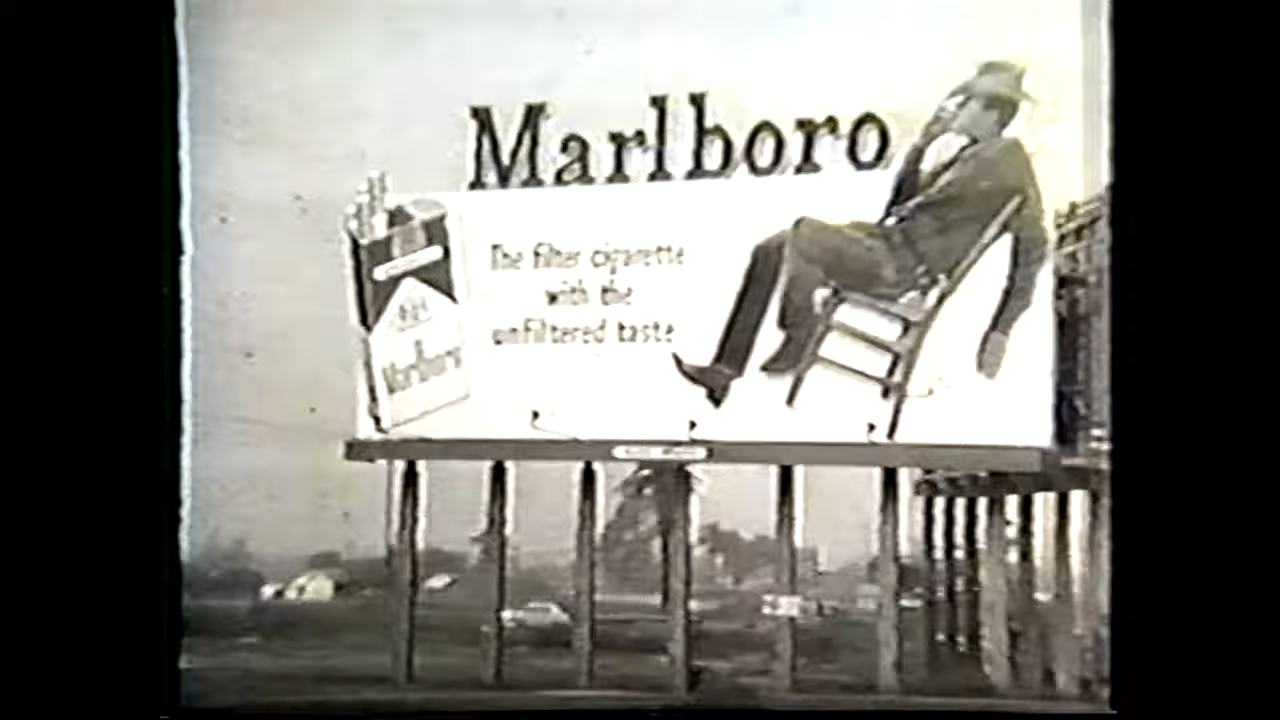 Marlboro
The filter cigarette
with the
unfiltered taste
Marlboro